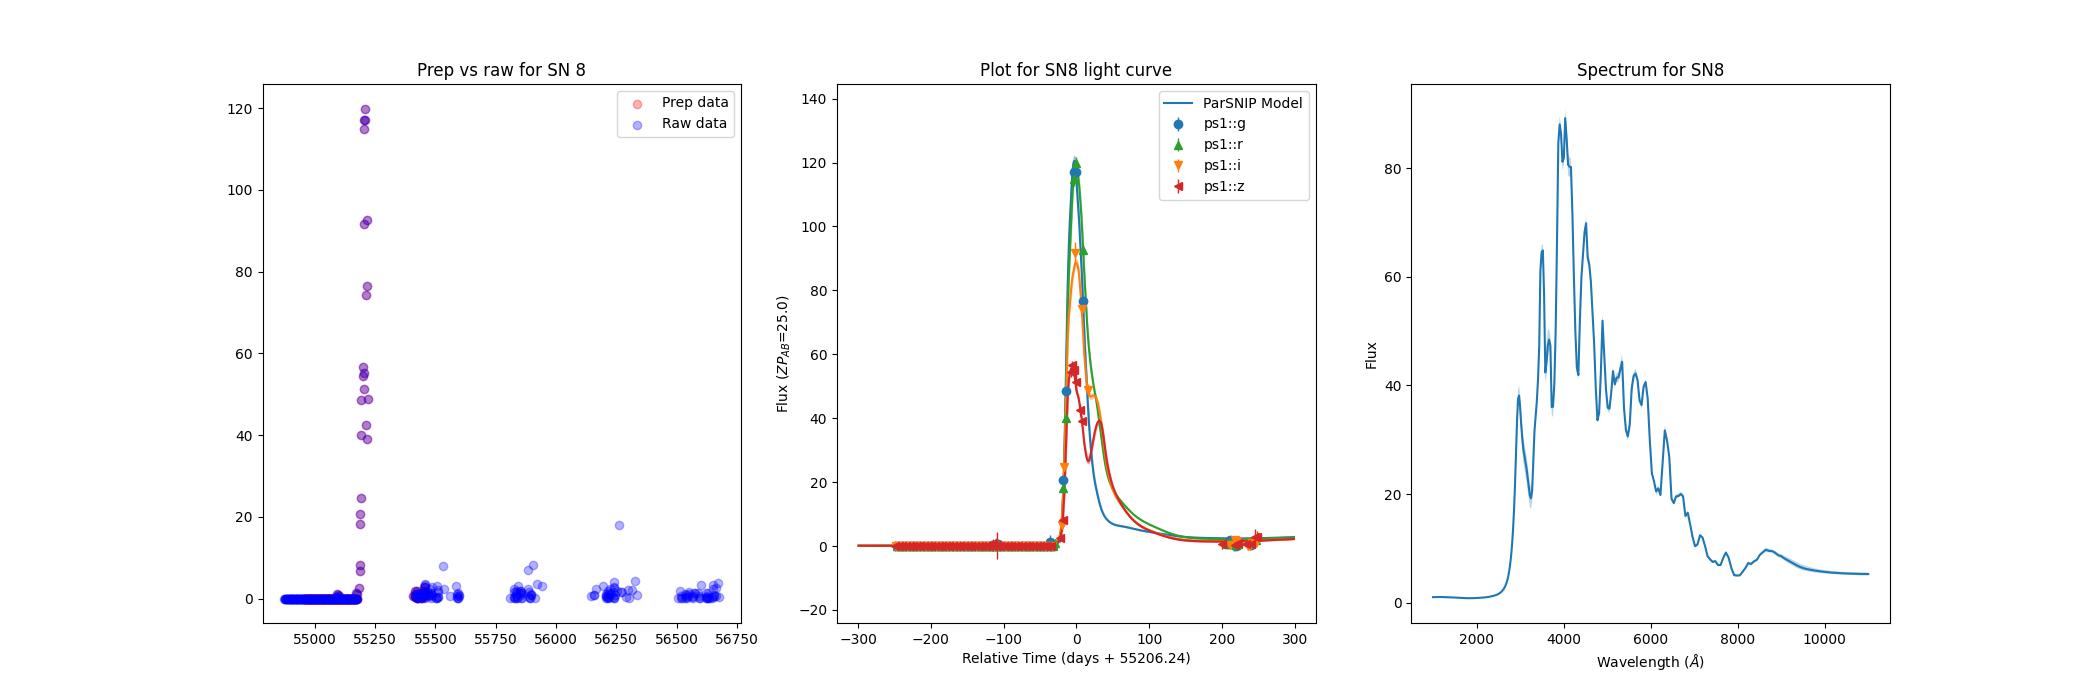 Prep vs raw for SN 8
Prep data
Raw data
120
100
80
60
40
20
0
55000 55250 55500 55750 56000 56250 56500 56750
Plot for SN8 light curve
ParSNIP Model
ps1::g
ps1::r
ps1::i
ps1::z
Flux (ZP_AB=25.0)
140
120
100
80
60
40
20
0
−20
−300 −200 −100 0 100 200 300
Relative Time (days + 55206.24)
Spectrum for SN8
Flux
80
60
40
20
0
2000 4000 6000 8000 10000
Wavelength (Å)